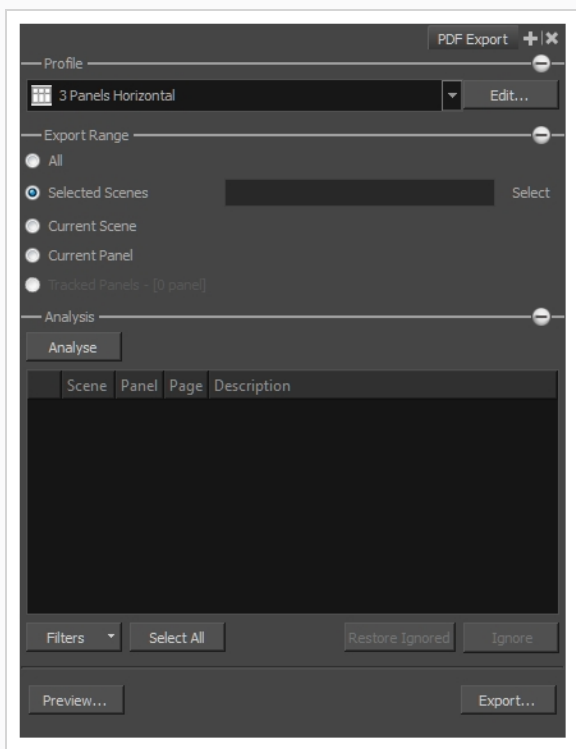 PDF Export
Profile
3 Panels Horizontal Edit...
Export Range
All
Selected Scenes Select
Current Scene
Current Panel
Tracked Panels - [0 panel]
Analysis
Analyse
Scene Panel Page Description
Filters Select All Restore Ignored Ignore
Preview... Export...